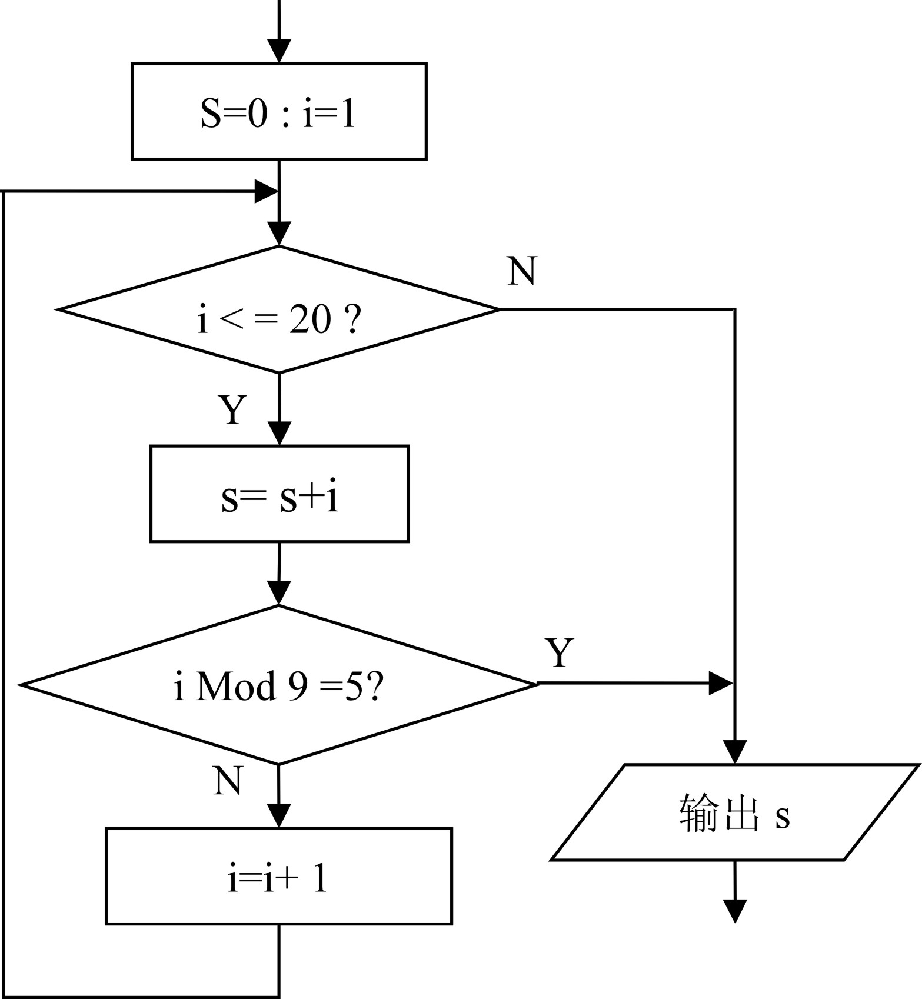 S=0 : i=1
i < = 20 ?
N
Y
s= s+i
i Mod 9 =5?
Y
N
输出 s
i=i+ 1